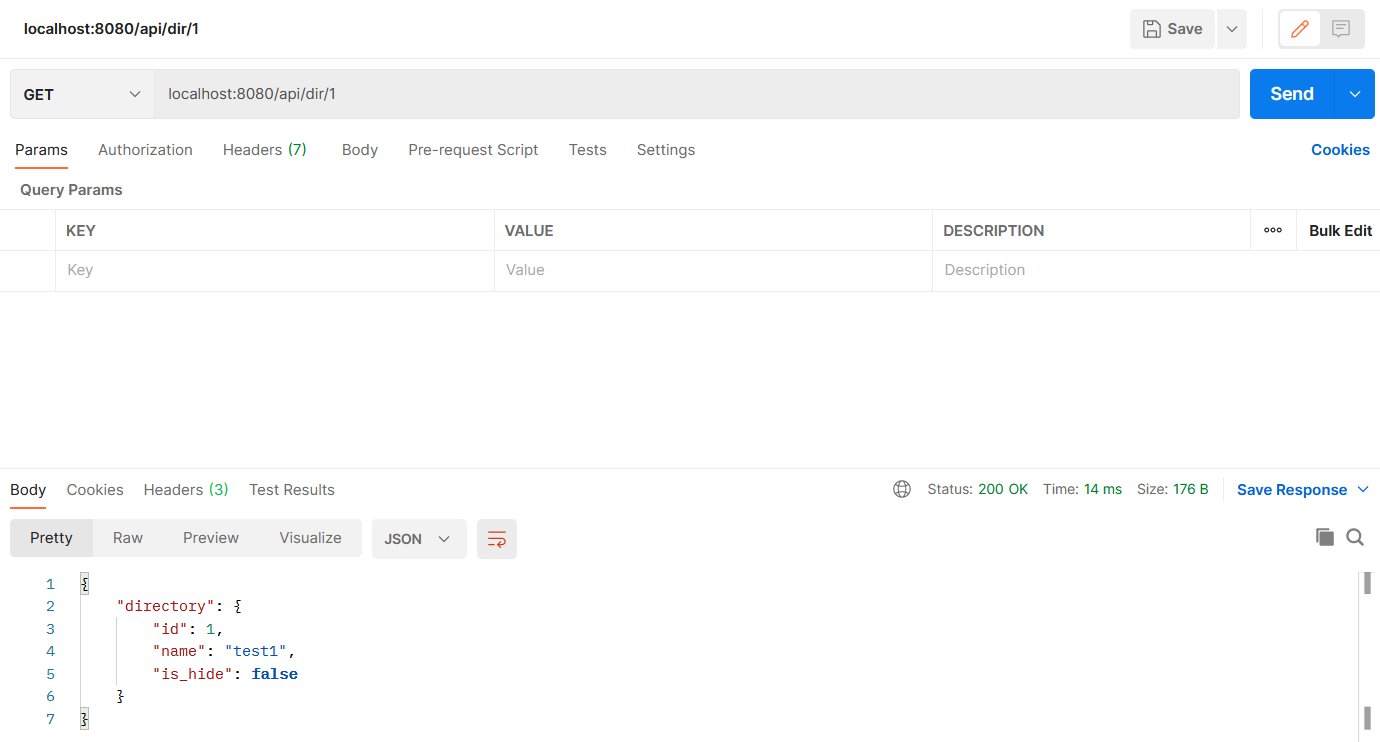 localhost:8080/api/dir/1
Save
GET localhost:8080/api/dir/1 Send
Params Authorization Headers (7) Body Pre-request Script Tests Settings Cookies
Query Params
KEY VALUE DESCRIPTION ooo Bulk Edit
Key Value Description
Body Cookies Headers (3) Test Results Status: 200 OK Time: 14 ms Size: 176 B Save Response
Pretty Raw Preview Visualize JSON
1 {
2 "directory": {
3 "id": 1,
4 "name": "test1",
5 "is_hide": false
6 }
7 }